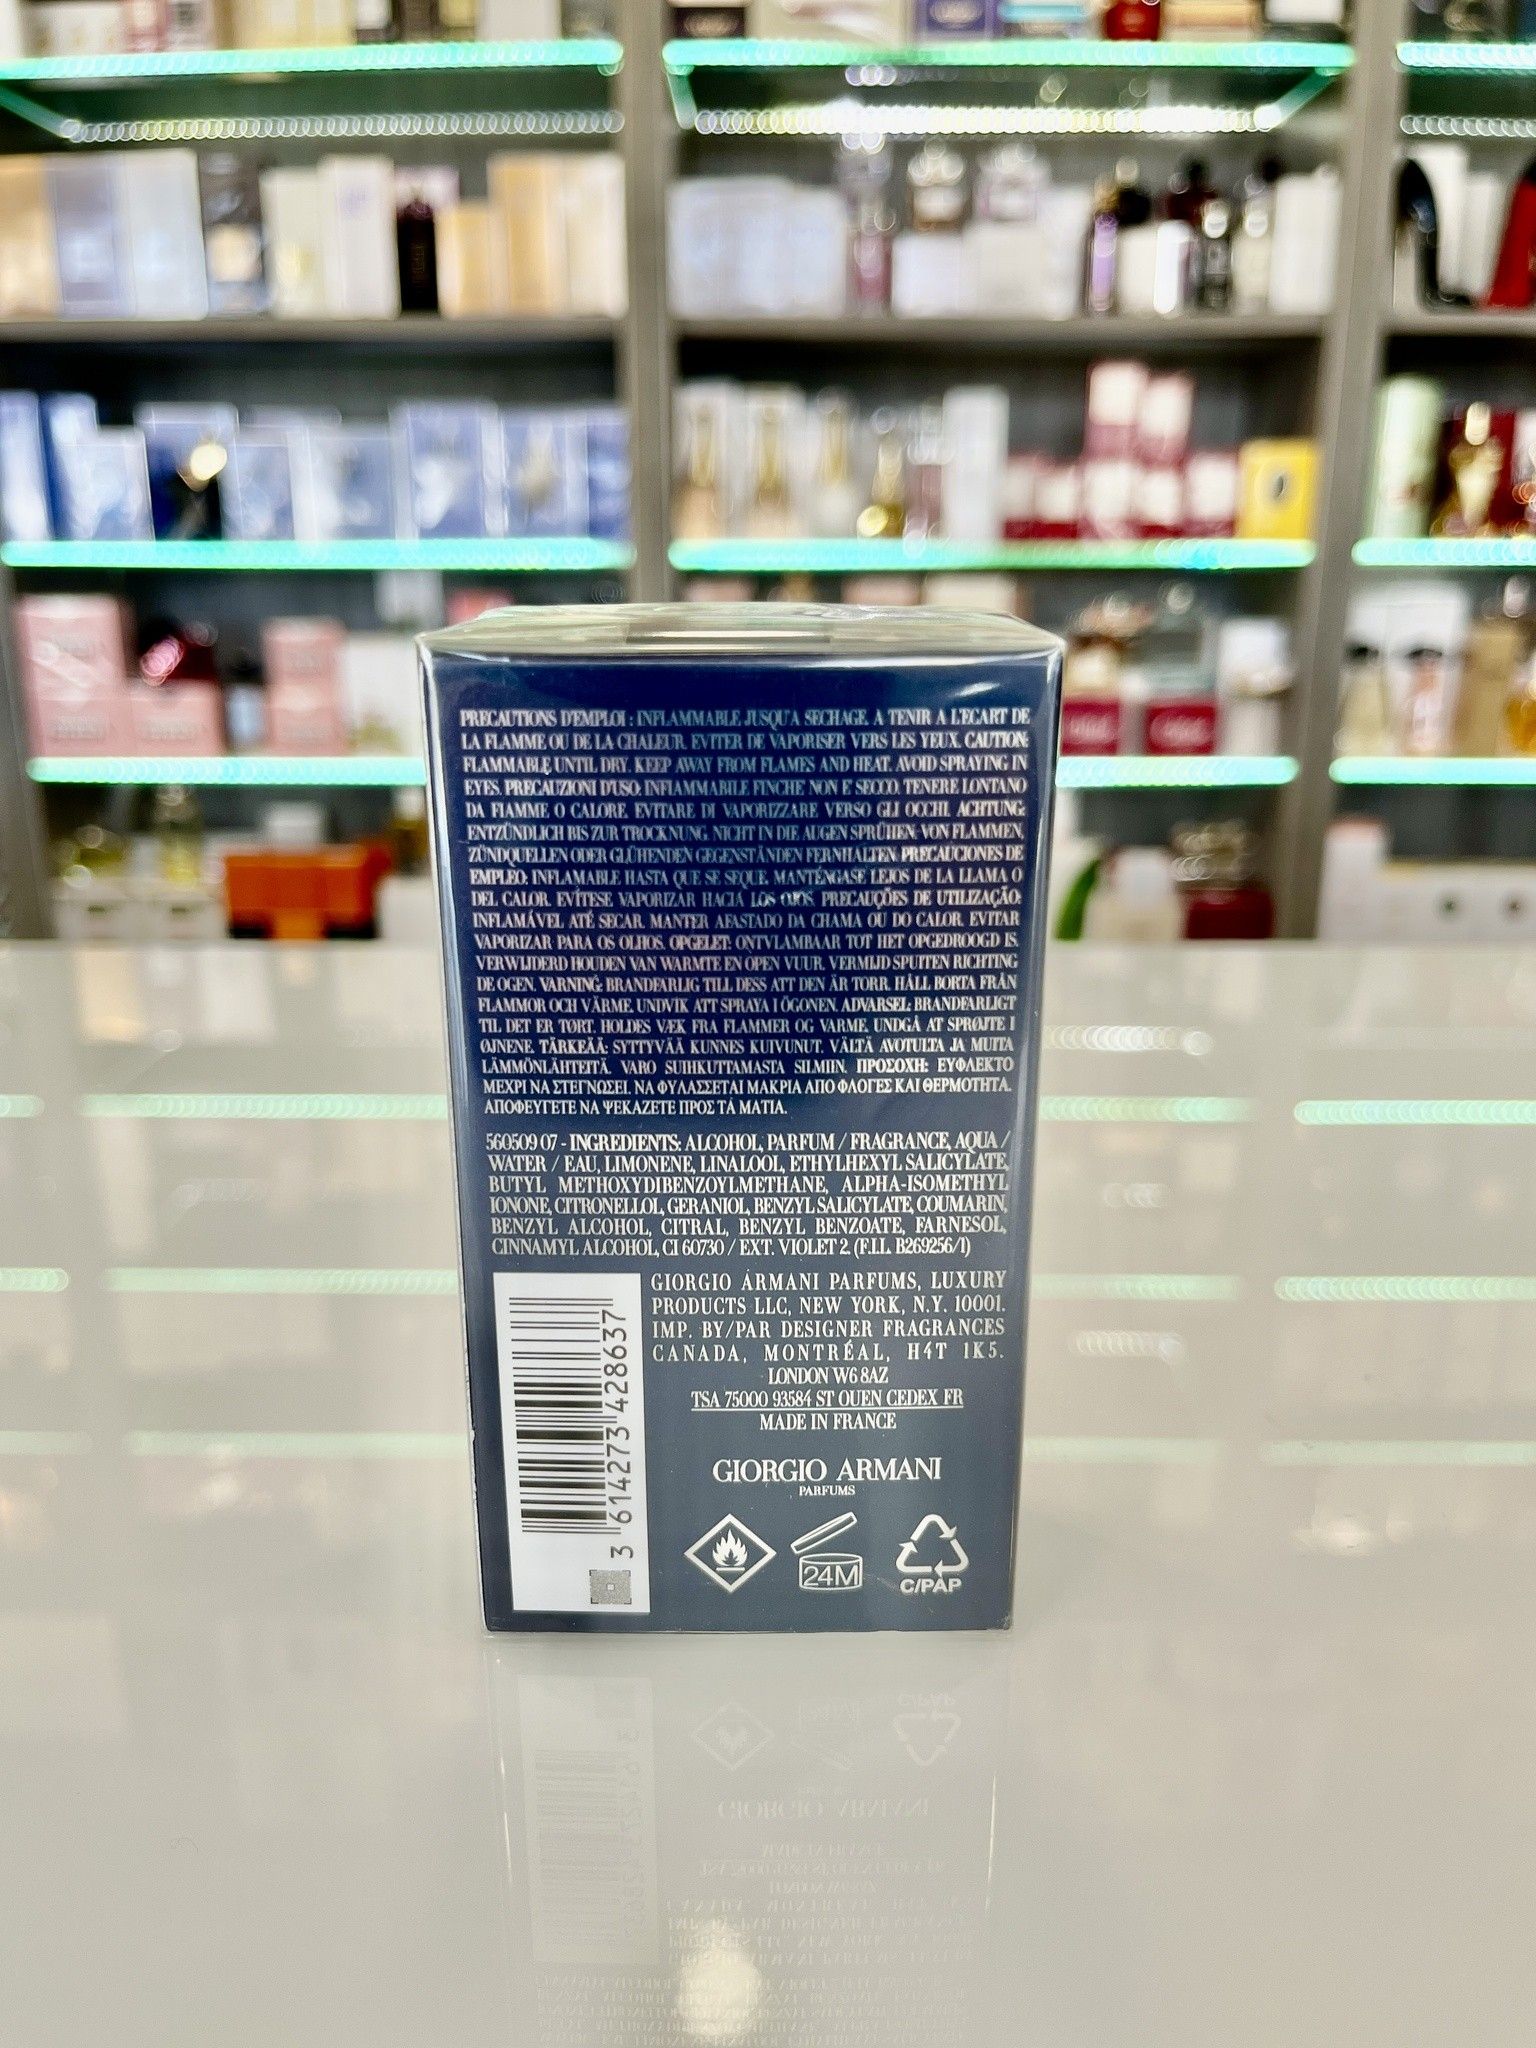 PRECAUTIONS D'EMPLOI : INFLAMMABLE JUSQU'A SECHAGE. A TENIR A L'ECART DE
LA FLAMME OU DE LA CHALEUR. EVITER DE VAPORISER VERS LES YEUX. CAUTION:
FLAMMABLE UNTIL DRY. KEEP AWAY FROM FLAMES AND HEAT. AVOID SPRAYING IN
EYES. PRECAUZIONI D'USO: INFIAMMABILE FINCHE' NON E' SECCO. TENERE LONTANO
DA FIAMME O CALORE. EVITARE DI VAPORIZZARE VERSO GLI OCCHI. ACHTUNG:
ENTZÜNDLICH BIS ZUR TROCKNUNG. NICHT IN DIE AUGEN SPRÜHEN- VON FLAMMEN,
ZÜNDQUELLEN ODER GLÜHENDEN GEGENSTÄNDEN FERNHALTEN. PRECAUCIONES DE
EMPLEO: INFLAMABLE HASTA QUE SE SEQUE. MANTÉNGASE LEJOS DE LA LLAMA O
DEL CALOR. EVÍTESE VAPORIZAR HACIA LOS OJOS. PRECAUÇÕES DE UTILIZAÇÃO:
INFLAMÁVEL ATÉ SECAR. MANTER AFASTADO DA CHAMA OU DO CALOR. EVITAR
VAPORIZAR PARA OS OLHOS. OPGELET: ONTVLAMBAAR TOT HET OPGEDROOGD IS.
VERWIJDERD HOUDEN VAN WARMTE EN OPEN VUUR. VERMIJD SPUITEN RICHTING
DE OGEN. VARNING: BRANDFARLIG TILL DESS ATT DEN ÄR TORR. HÅLL BORTA FRÅN
FLAMMOR OCH VÄRME. UNDVIK ATT SPRAYA I ÖGONEN. ADVARSEL: BRANDFARLIGT
TIL DET ER TØRT. HOLDES VÆK FRA FLAMMER OG VARME. UNDGÅ AT SPRØJTE I
ØJNENE. TÄRKEÄÄ: SYTTYVÄÄ KUNNES KUIVUNUT. VÄLTÄ AVOTULTA JA MUITA
LÄMMÖNLÄHTEITÄ. VARO SUIHKUTTAMASTA SILMIIN. ΠΡΟΣΟΧΗ: ΕΥΦΛΕΚΤΟ
ΜΕΧΡΙ ΝΑ ΣΤΕΓΝΩΣΕΙ. ΝΑ ΦΥΛΑΣΣΕΤΑΙ ΜΑΚΡΙΑ ΑΠΟ ΦΛΟΓΕΣ ΚΑΙ ΘΕΡΜΟΤΗΤΑ.
ΑΠΟΦΕΥΓΕΤΕ ΝΑ ΨΕΚΑΖΕΤΕ ΠΡΟΣ ΤΑ ΜΑΤΙΑ.
560509 07 - INGREDIENTS: ALCOHOL, PARFUM / FRAGRANCE, AQUA /
WATER / EAU, LIMONENE, LINALOOL, ETHYLHEXYL SALICYLATE,
BUTYL METHOXYDIBENZOYLMETHANE, ALPHA-ISOMETHYL
IONONE, CITRONELLOL, GERANIOL, BENZYL SALICYLATE, COUMARIN,
BENZYL ALCOHOL, CITRAL, BENZYL BENZOATE, FARNESOL,
CINNAMYL ALCOHOL, CI 60730 / EXT. VIOLET 2. (F.I.L. B269256/1)
GIORGIO ARMANI PARFUMS, LUXURY
PRODUCTS LLC, NEW YORK, N.Y. 10001.
IMP. BY/PAR DESIGNER FRAGRANCES
CANADA, MONTRÉAL, H4T 1K5.
LONDON W6 8AZ
TSA 75000 93584 ST OUEN CEDEX FR
MADE IN FRANCE
3 614273 428637
GIORGIO ARMANI
PARFUMS
24M
C/PAP